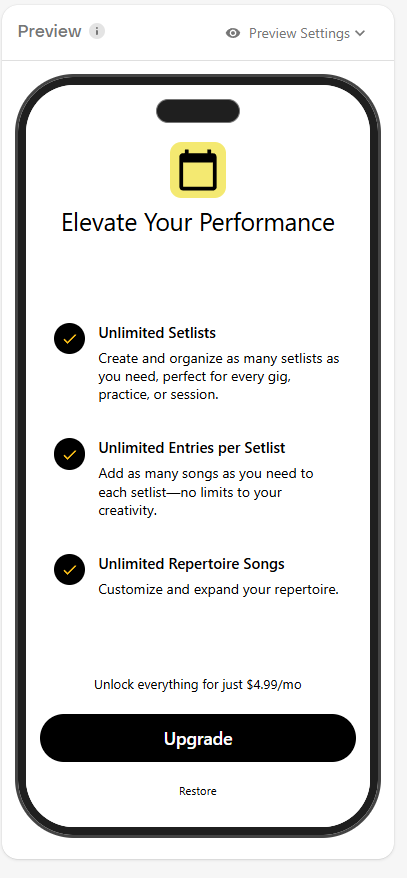 Preview i
Preview Settings
Elevate Your Performance
Unlimited Setlists
Create and organize as many setlists as
you need, perfect for every gig,
practice, or session.
Unlimited Entries per Setlist
Add as many songs as you need to
each setlist—no limits to your
creativity.
Unlimited Repertoire Songs
Customize and expand your repertoire.
Unlock everything for just $4.99/mo
Upgrade
Restore